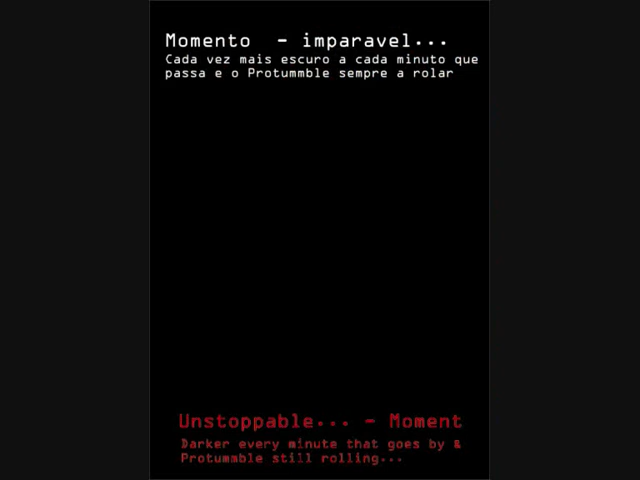 Momento - imparavel...
Cada vez mais escuro a cada minuto que
passa e o Protummble sempre a rolar
Unstoppable... - Moment
Darker every minute that goes by &
Protummble still rolling...